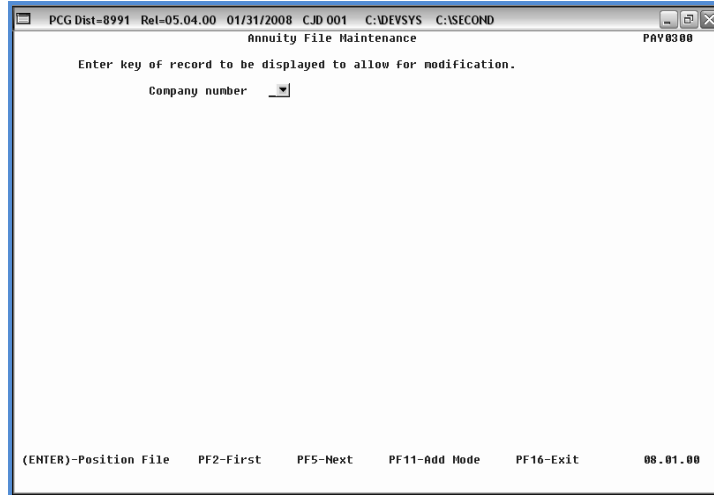 PCG Dist=8991 Rel=05.04.00 01/31/2008 CJD 001 C:\DEVSYS C:\SECOND
Annuity File Maintenance PAY0300
Enter key of record to be displayed to allow for modification.
Company number _
(ENTER)-Position File PF2-First PF5-Next PF11-Add Mode PF16-Exit 08.01.00